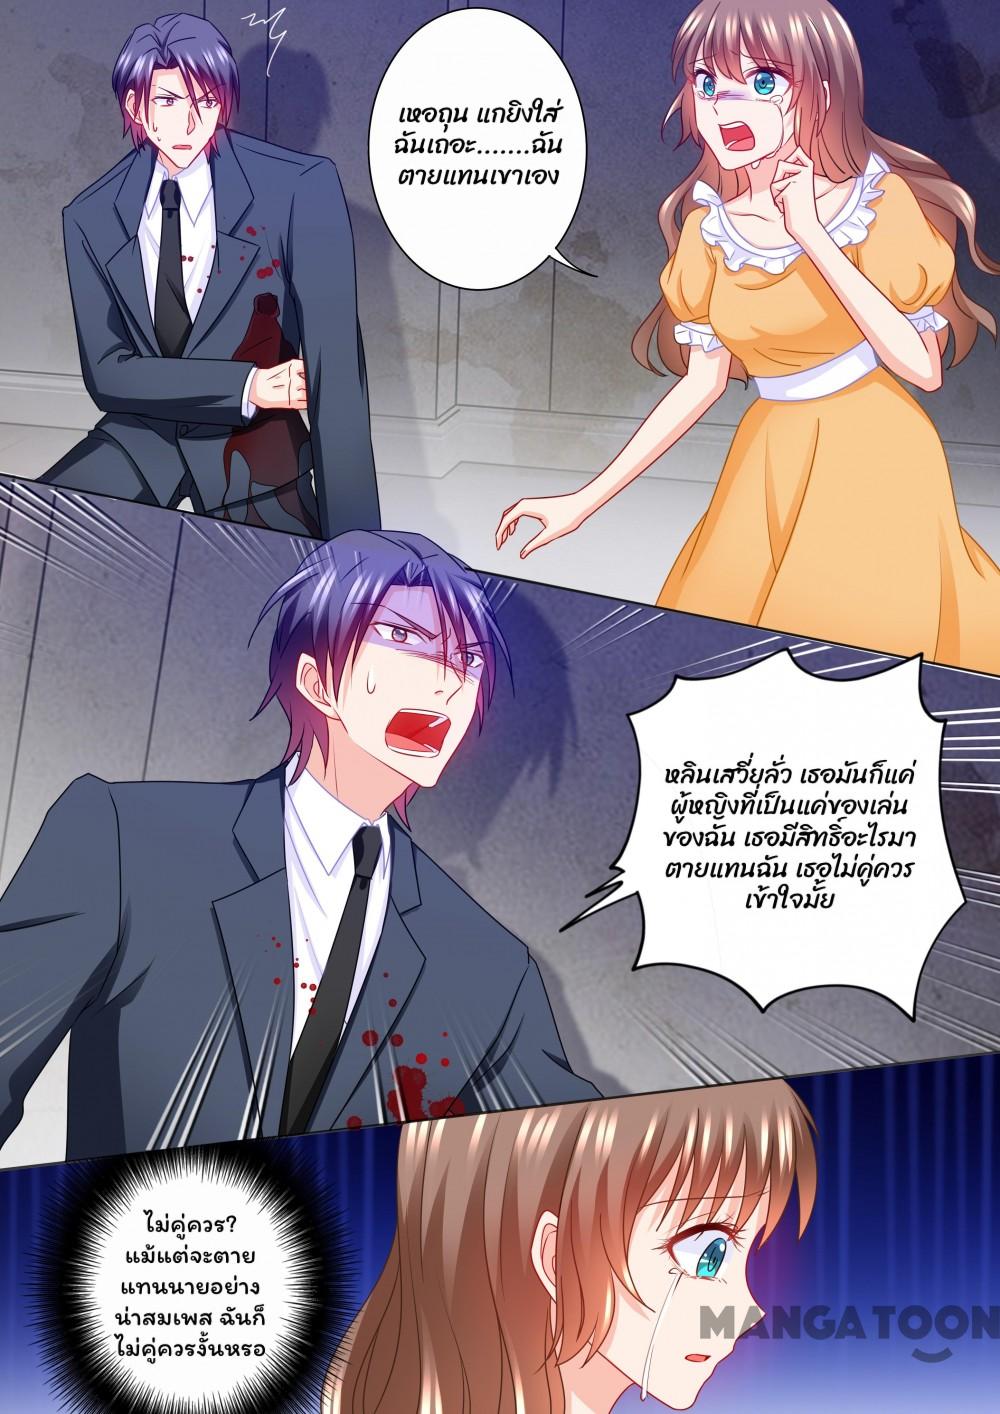 เหอถุน แกยิงใส่
ฉันเถอะ.......ฉัน
ตายแทนเขาเอง
หลินเสวี่ยลั่ว เธอมันก็แค่
ผู้หญิงที่เป็นแค่ของเล่น
ของฉัน เธอมีสิทธิ์อะไรมา
ตายแทนฉัน เธอไม่คู่ควร
เข้าใจมั้ย
ไม่คู่ควร?
แม้แต่จะตาย
แทนนายอย่าง
น่าสมเพส ฉันก็
ไม่คู่ควรงั้นหรอ
MANGATOON